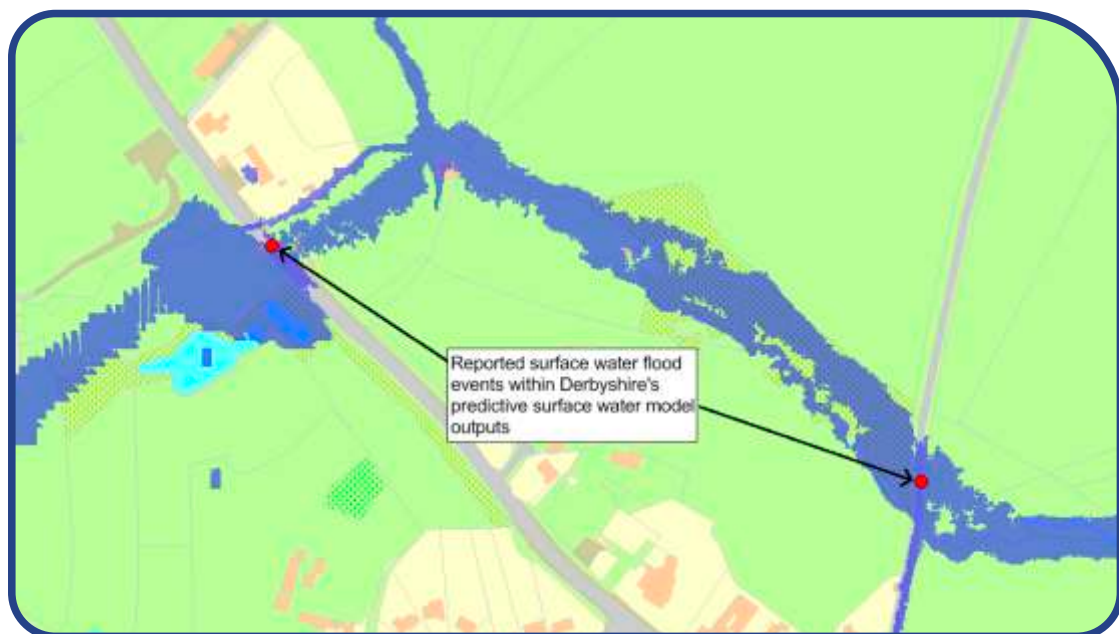 Reported surface water flood
events within Derbyshire's
predictive surface water model
outputs